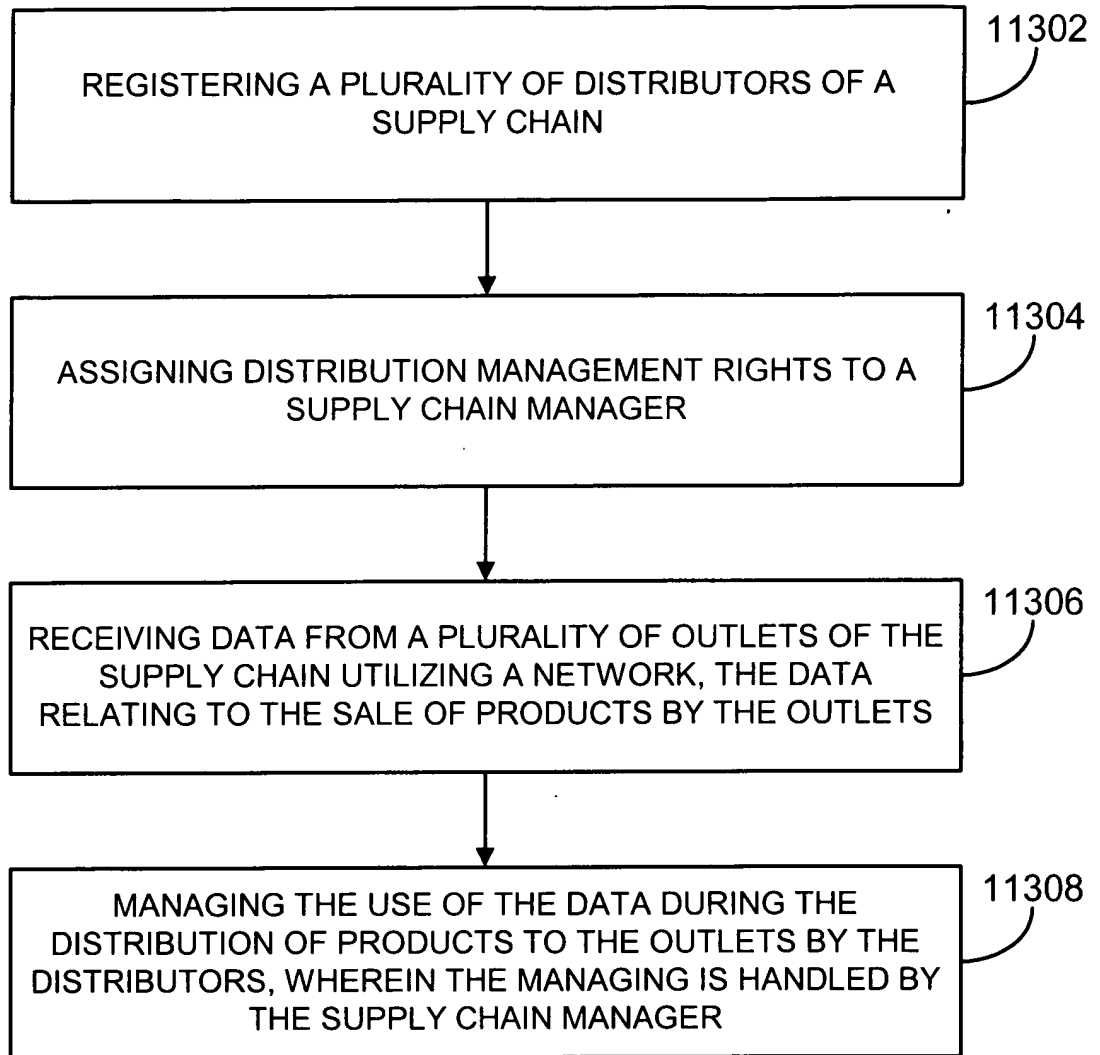 11302
REGISTERING A PLURALITY OF DISTRIBUTORS OF A
SUPPLY CHAIN
11304
ASSIGNING DISTRIBUTION MANAGEMENT RIGHTS TO A
SUPPLY CHAIN MANAGER
11306
RECEIVING DATA FROM A PLURALITY OF OUTLETS OF THE
SUPPLY CHAIN UTILIZING A NETWORK, THE DATA
RELATING TO THE SALE OF PRODUCTS BY THE OUTLETS
11308
MANAGING THE USE OF THE DATA DURING THE
DISTRIBUTION OF PRODUCTS TO THE OUTLETS BY THE
DISTRIBUTORS, WHEREIN THE MANAGING IS HANDLED BY
THE SUPPLY CHAIN MANAGER